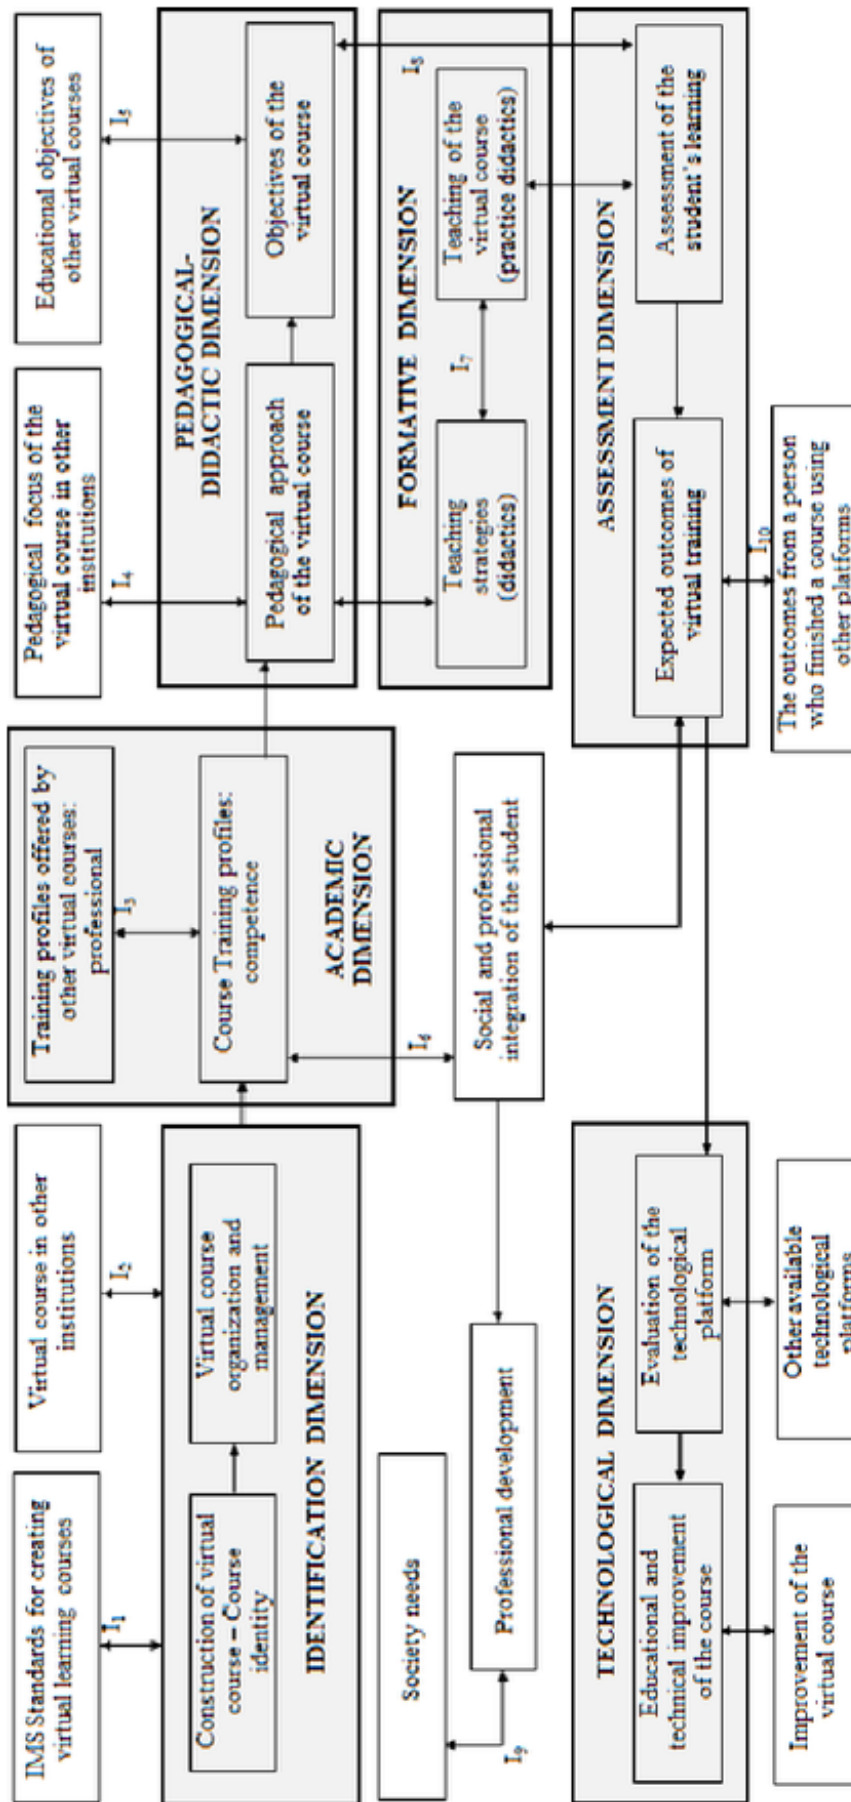 IMS Standards for creating
virtual learning courses
Virtual course in other
institutions
Training profiles offered by
other virtual courses:
professional
Pedagogical focus of the
virtual course in other
institutions
Educational objectives of
other virtual courses
I₁
I₂
I₃
I₄
I₅
Construction of virtual
course – Course
identity
Virtual course
organization and
management
IDENTIFICATION DIMENSION
Course Training profiles:
competence
ACADEMIC
DIMENSION
PEDAGOGICAL-
DIDACTIC DIMENSION
Pedagogical approach
of the virtual course
Objectives of the
virtual course
I₆
I₈
Society needs
I₉
Professional development
Social and professional
integration of the student
FORMATIVE DIMENSION
Teaching
strategies
(didactics)
I₇
Teaching of the
virtual course
(practice didactics)
TECHNOLOGICAL DIMENSION
Educational and
technical improvement
of the course
Evaluation of the
technological
platform
ASSESSMENT DIMENSION
Expected outcomes of
virtual training
Assessment of the
student´s learning
I₁₀
Improvement of the
virtual course
Other available
technological
platforms
The outcomes from a person
who finished a course using
other platforms